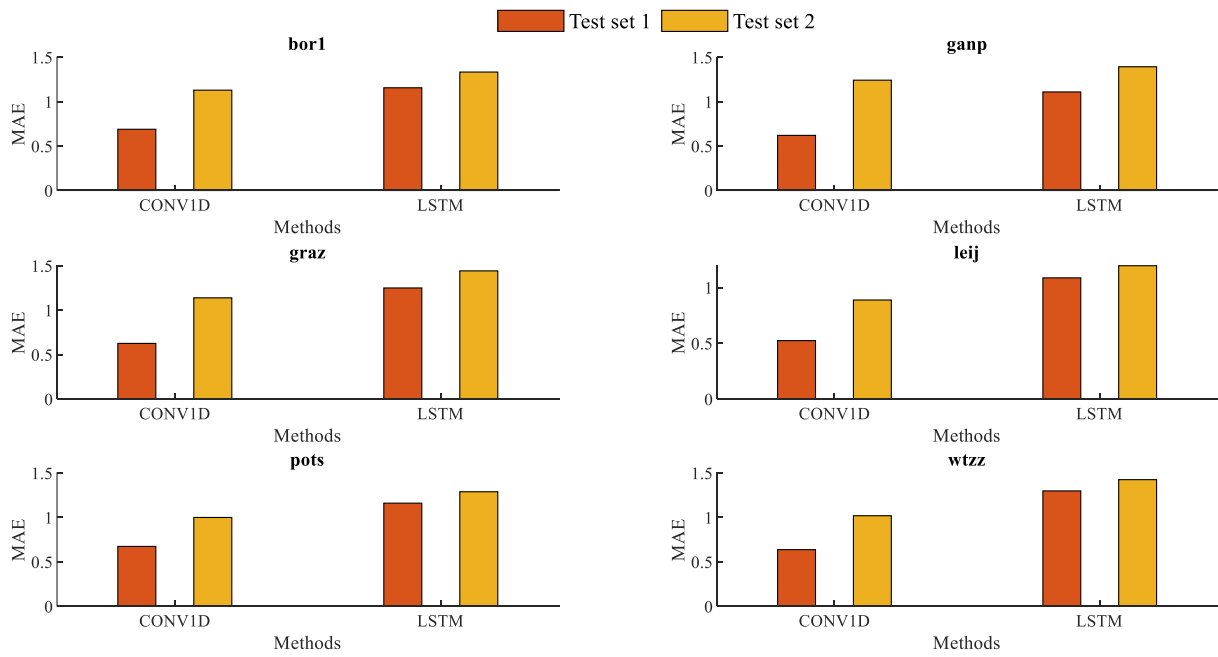 Test set 1 Test set 2
bor1
1.5
1
0.5
0
MAE
CONV1D LSTM
Methods
ganp
1.5
1
0.5
0
MAE
CONV1D LSTM
Methods
graz
1.5
1
0.5
0
MAE
CONV1D LSTM
Methods
leij
1
0.5
0
MAE
CONV1D LSTM
Methods
pots
1.5
1
0.5
0
MAE
CONV1D LSTM
Methods
wtzz
1.5
1
0.5
0
MAE
CONV1D LSTM
Methods